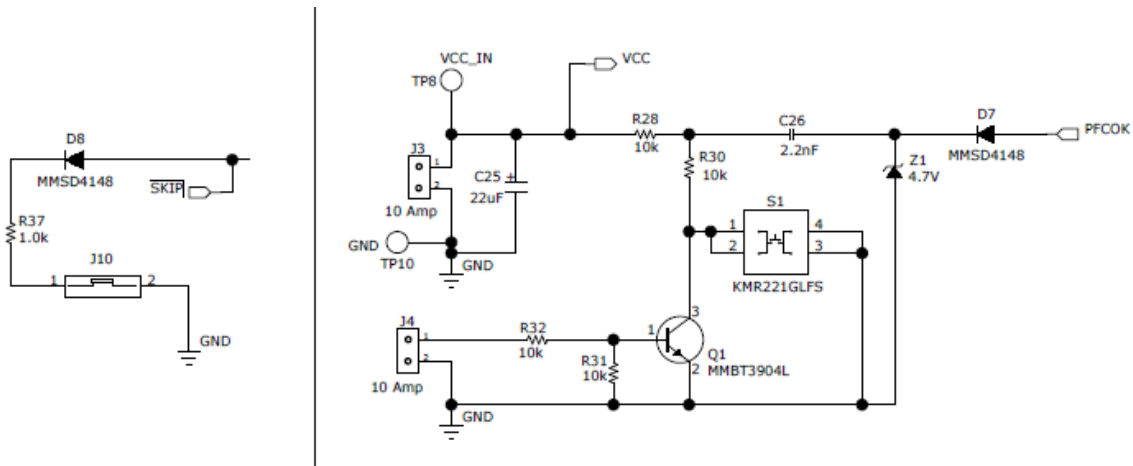 D8
MMSD4148
SKIP
R37
1.0k
J10
1
2
GND
VCC_IN
TP8
VCC
J3
1
2
10 Amp
C25 +
22uF
GND
TP10
GND
R28
10k
R30
10k
C26
2.2nF
D7
MMSD4148
PFCOK
Z1
4.7V
S1
1
2
4
3
KMR221GLFS
J4
1
2
10 Amp
R32
10k
R31
10k
1
3
2
Q1
MMBT3904L
GND